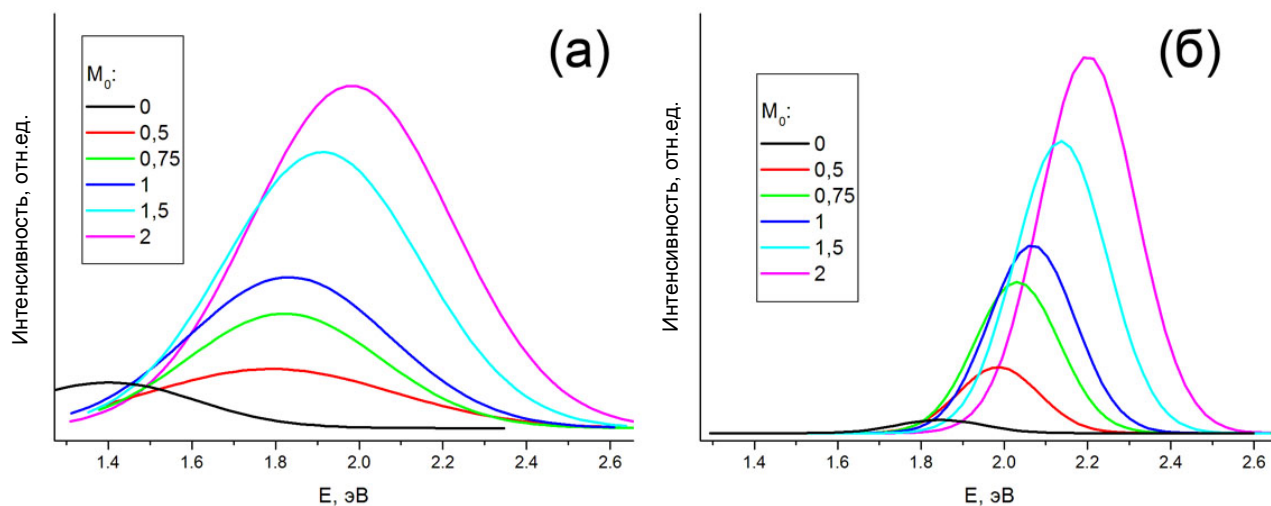 (а)
M0:
0
0,5
0,75
1
1,5
2
Интенсивность, отн.ед.
1.4 1.6 1.8 2.0 2.2 2.4 2.6
E, эВ
(б)
M0:
0
0,5
0,75
1
1,5
2
Интенсивность, отн.ед.
1.4 1.6 1.8 2.0 2.2 2.4 2.6
E, эВ